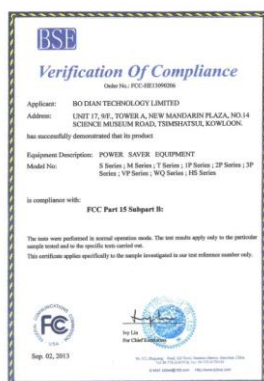 BSE
Verification Of Compliance
Order No.: FCC-HE13090206
Applicant: BO DIAN TECHNOLOGY LIMITED
Address: UNIT 17, 9/F., TOWER A, NEW MANDARIN PLAZA, NO.14
SCIENCE MUSEUM ROAD, TSIMSHATSUI, KOWLOON.
has successfully demonstrated that its product
Equipment Description: POWER SAVER EQUIPMENT
Model No.: S Series ; M Series ; T Series ; 1P Series ; 2P Series ; 3P
Series ; VP Series ; WQ Series ; HS Series
is compliance with:
FCC Part 15 Subpart B:
The tests were performed in normal operation mode. The test results apply only to the particular
sample tested and to the specific tests carried out.
This certificate applies specifically to the sample investigated in our test reference number only.
FC
USA
Ivy Lin
For Chief Executive
Sep. 02, 2013